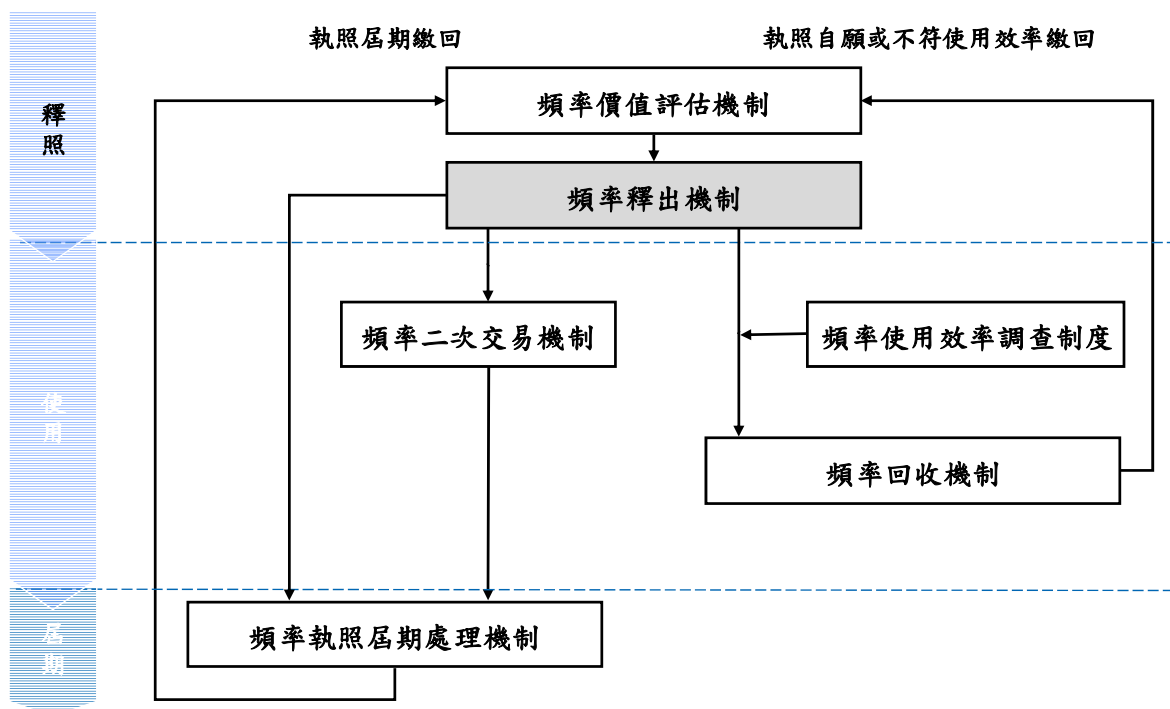 執照屆期繳回
執照自願或不符使用效率繳回
釋
照
頻率價值評估機制
頻率釋出機制
頻率二次交易機制
頻率使用效率調查制度
使
用
頻率回收機制
屆
期
頻率執照屆期處理機制